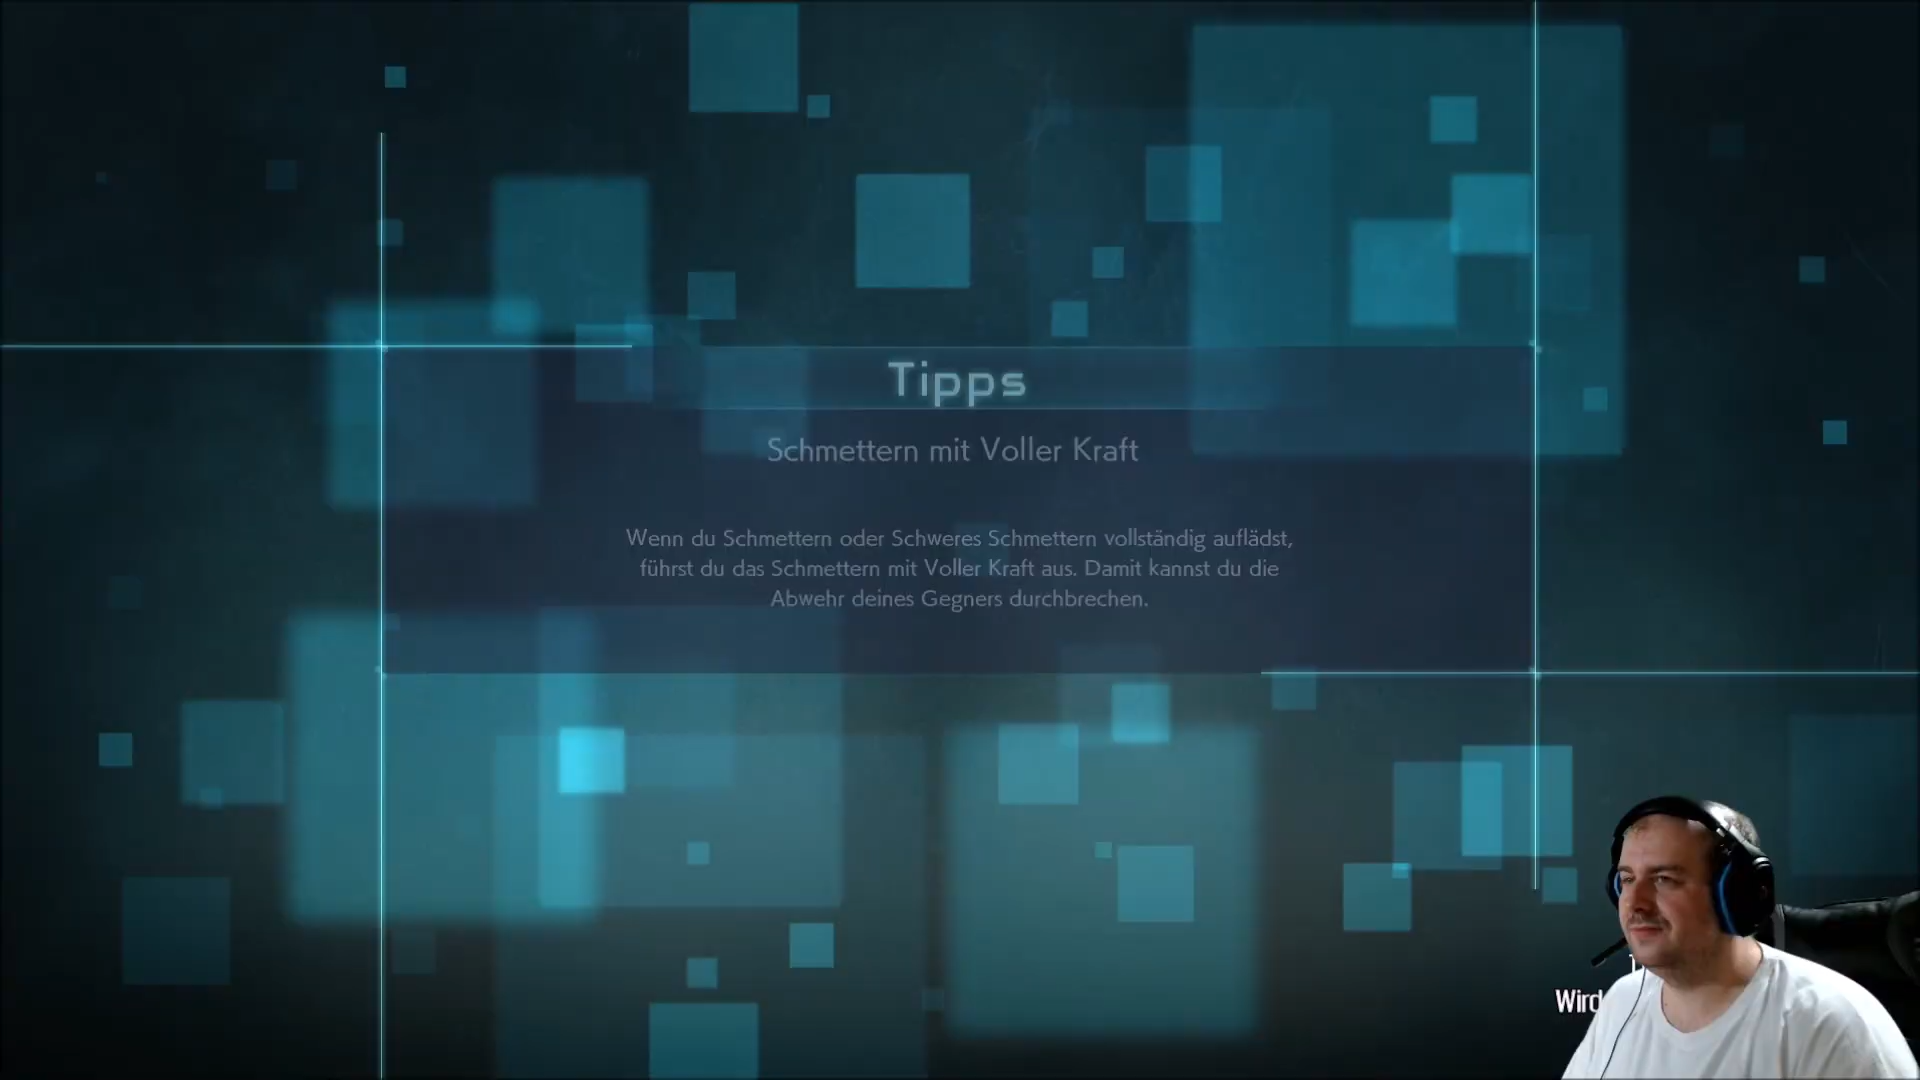 Tipps
Schmettern mit Voller Kraft
Wenn du Schmettern oder Schweres Schmettern vollständig auflädst,
führst du das Schmettern mit Voller Kraft aus. Damit kannst du die
Abwehr deines Gegners durchbrechen.
Wird